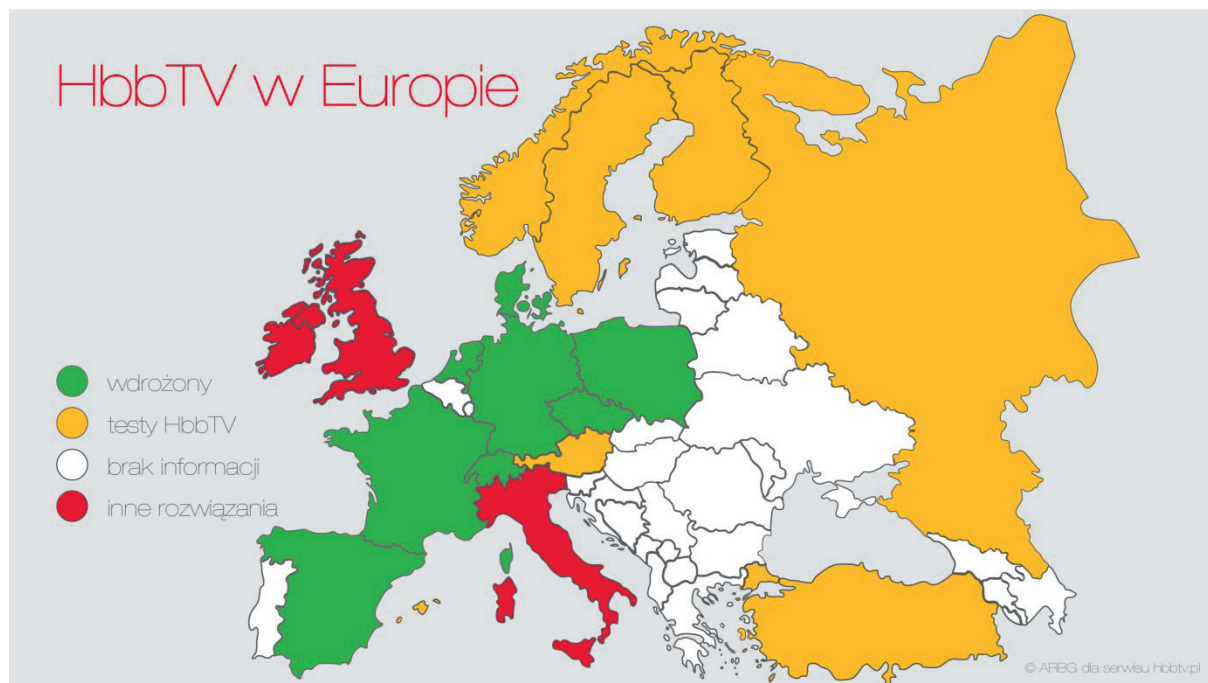 HbbTV w Europie
wdrożony
testy HbbTV
brak informacji
inne rozwiązania
© ARBG dla serwisu hbbtv.pl